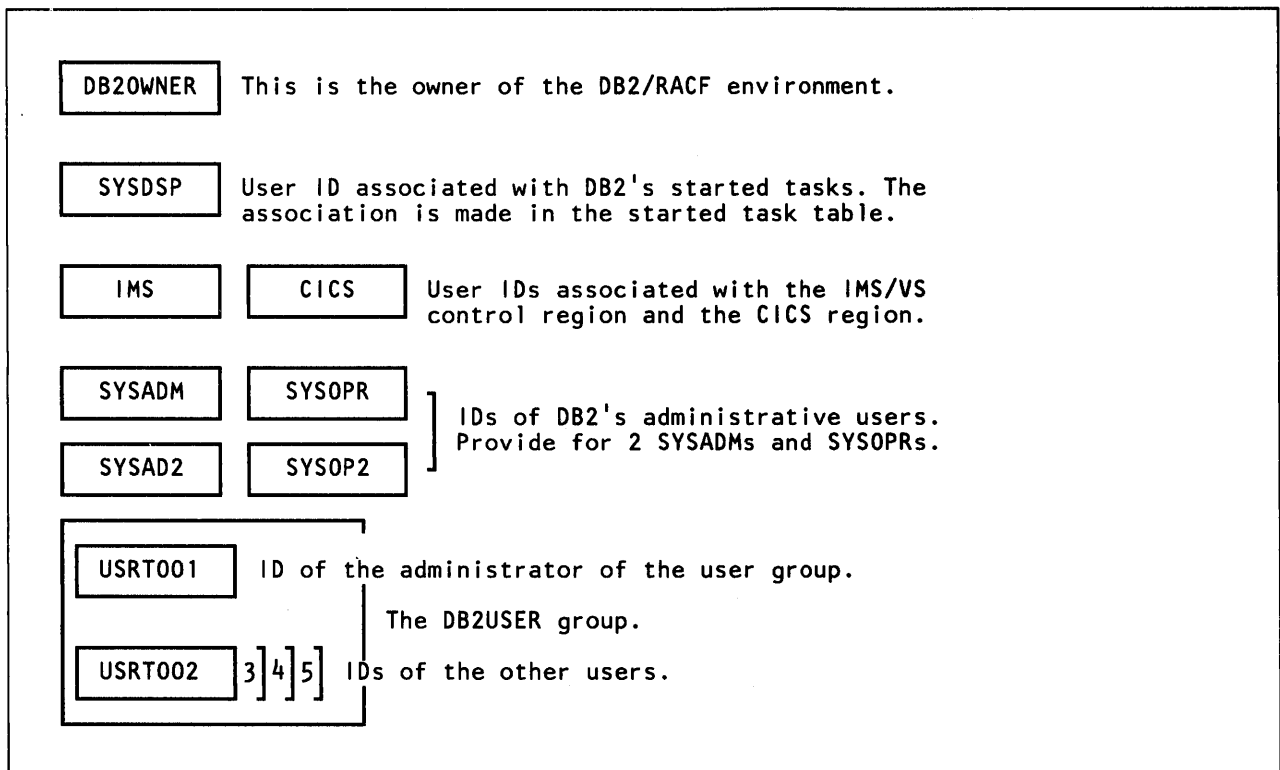 DB2OWNER This is the owner of the DB2/RACF environment.
SYSDSP User ID associated with DB2's started tasks. The
association is made in the started task table.
IMS CICS User IDs associated with the IMS/VS
control region and the CICS region.
SYSADM SYSOPR
IDs of DB2's administrative users.
Provide for 2 SYSADMs and SYSOPRs.
SYSAD2 SYSOP2
USRT001 ID of the administrator of the user group.
The DB2USER group.
USRT002 3 4 5 IDs of the other users.